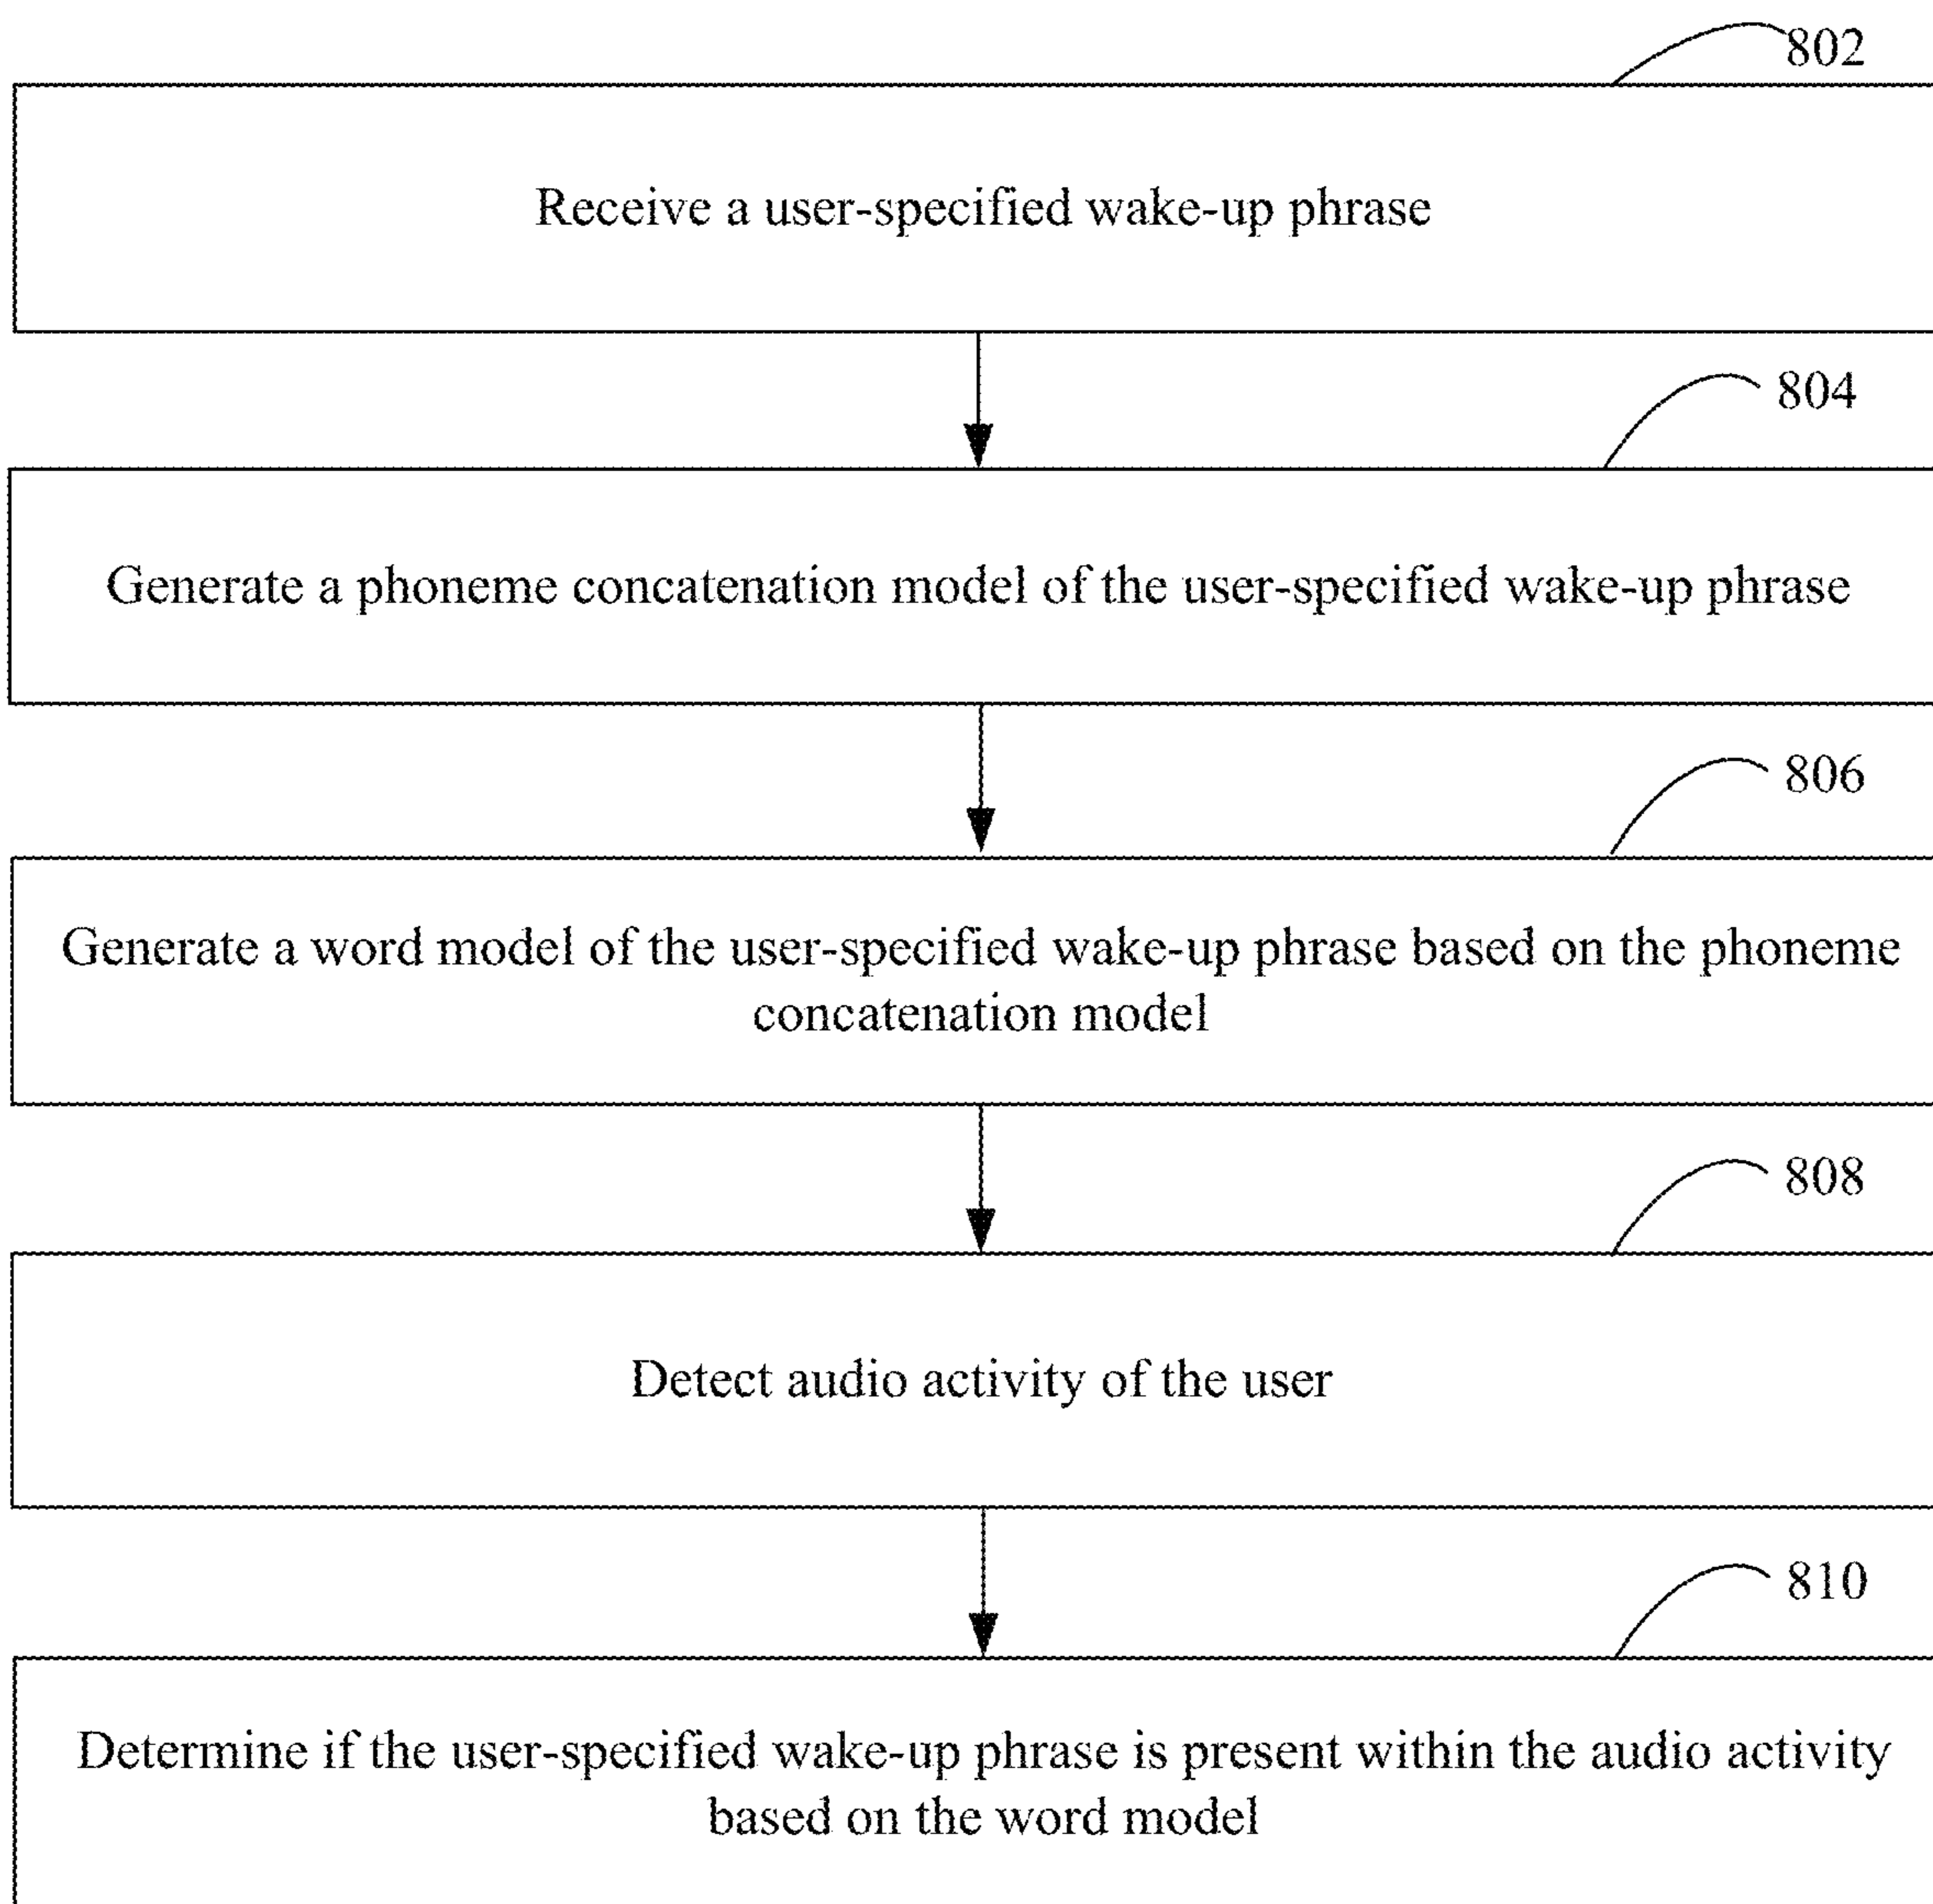 802
Receive a user-specified wake-up phrase
804
Generate a phoneme concatenation model of the user-specified wake-up phrase
806
Generate a word model of the user-specified wake-up phrase based on the phoneme
concatenation model
808
Detect audio activity of the user
810
Determine if the user-specified wake-up phrase is present within the audio activity
based on the word model